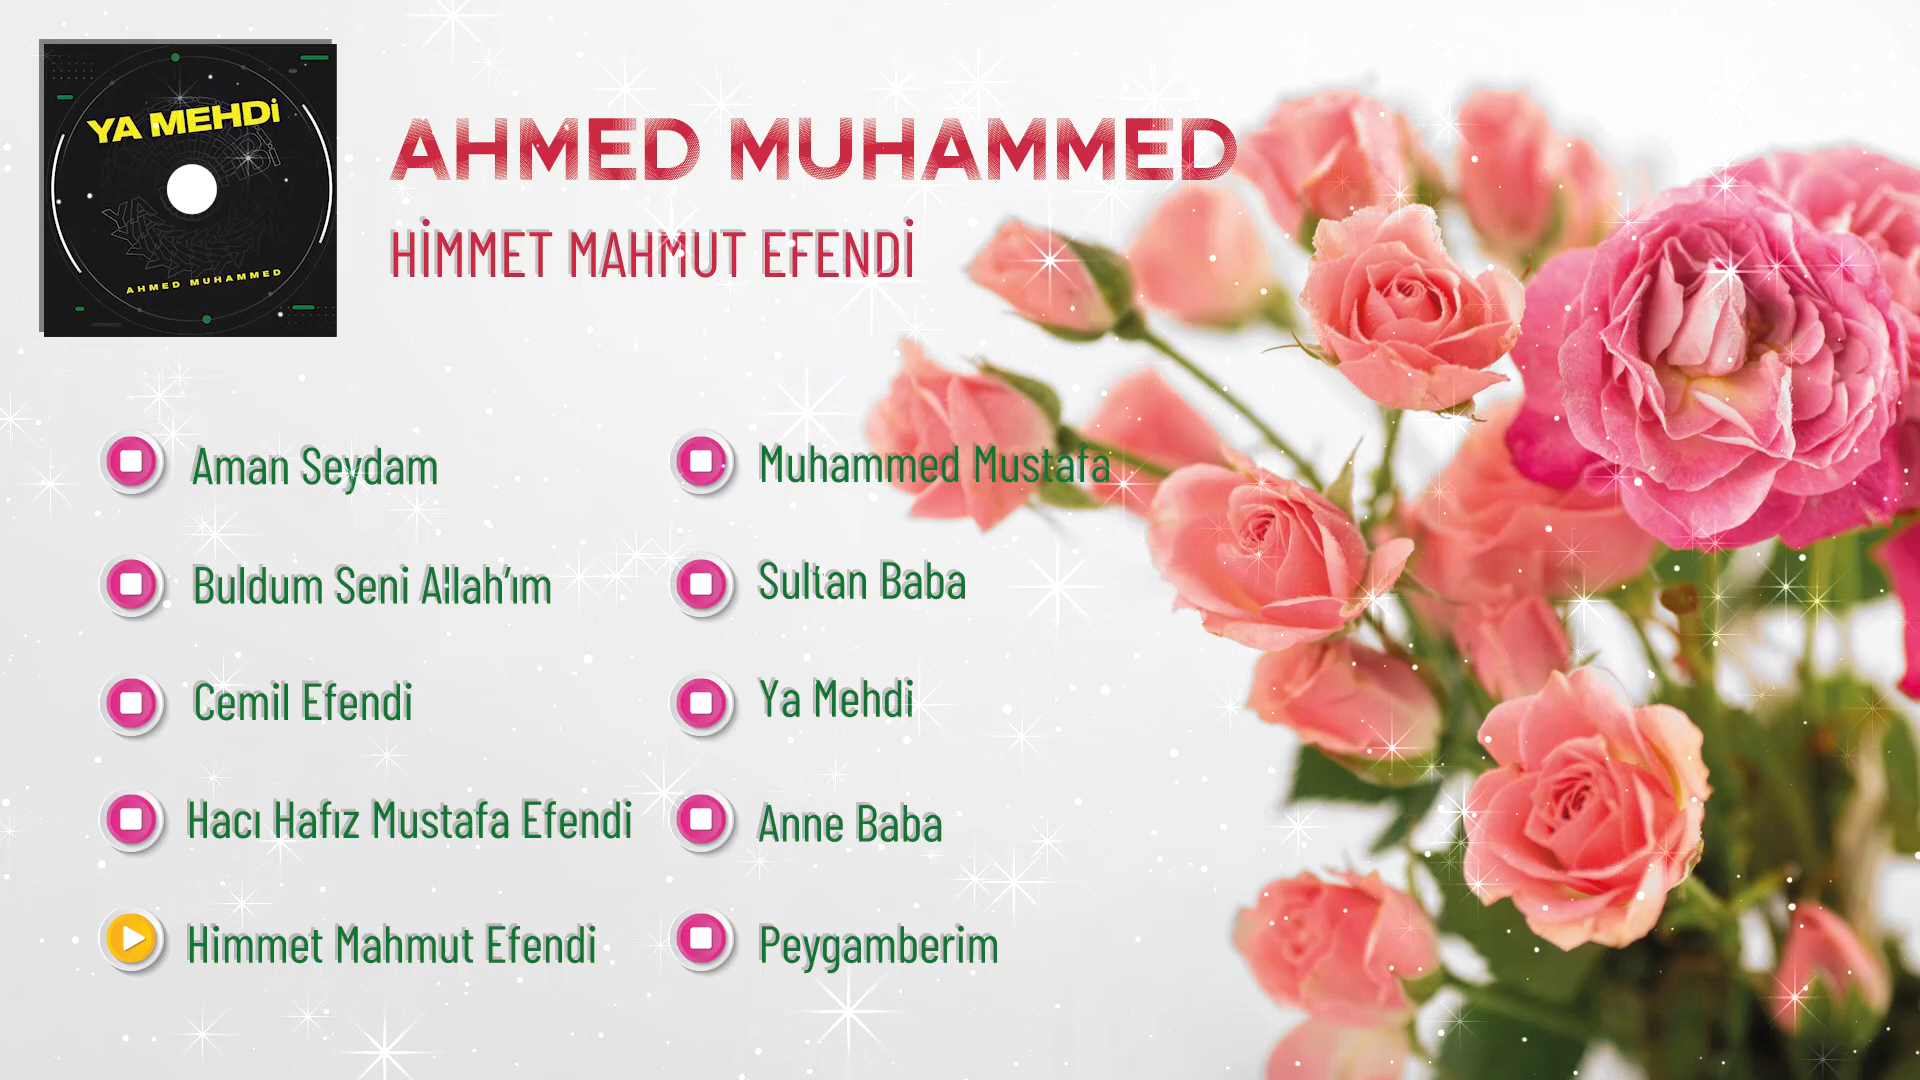 YA MEHDi
AHMED MUHAMMED
AHMED MUHAMMED
HİMMET MAHMUT EFENDİ
Aman Seydam
Buldum Seni Allah'ım
Cemil Efendi
Hacı Hafız Mustafa Efendi
Himmet Mahmut Efendi
Muhammed Mustafa
Sultan Baba
Ya Mehdi
Anne Baba
Peygamberim